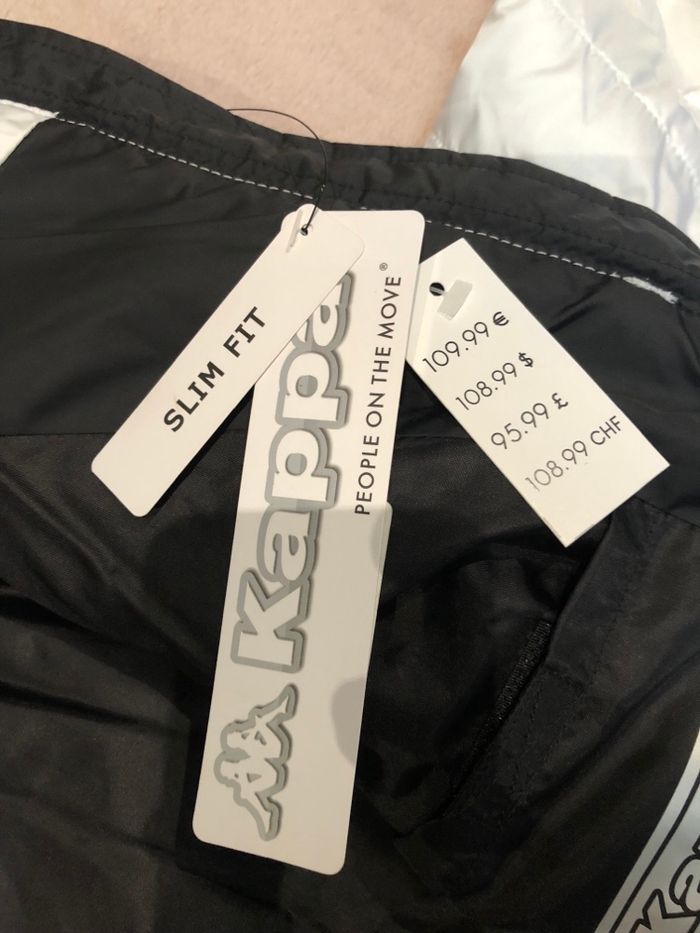 SLIM FIT
Kappa
PEOPLE ON THE MOVE®
109.99 €
108.99 $
95.99 £
108.99 CHF